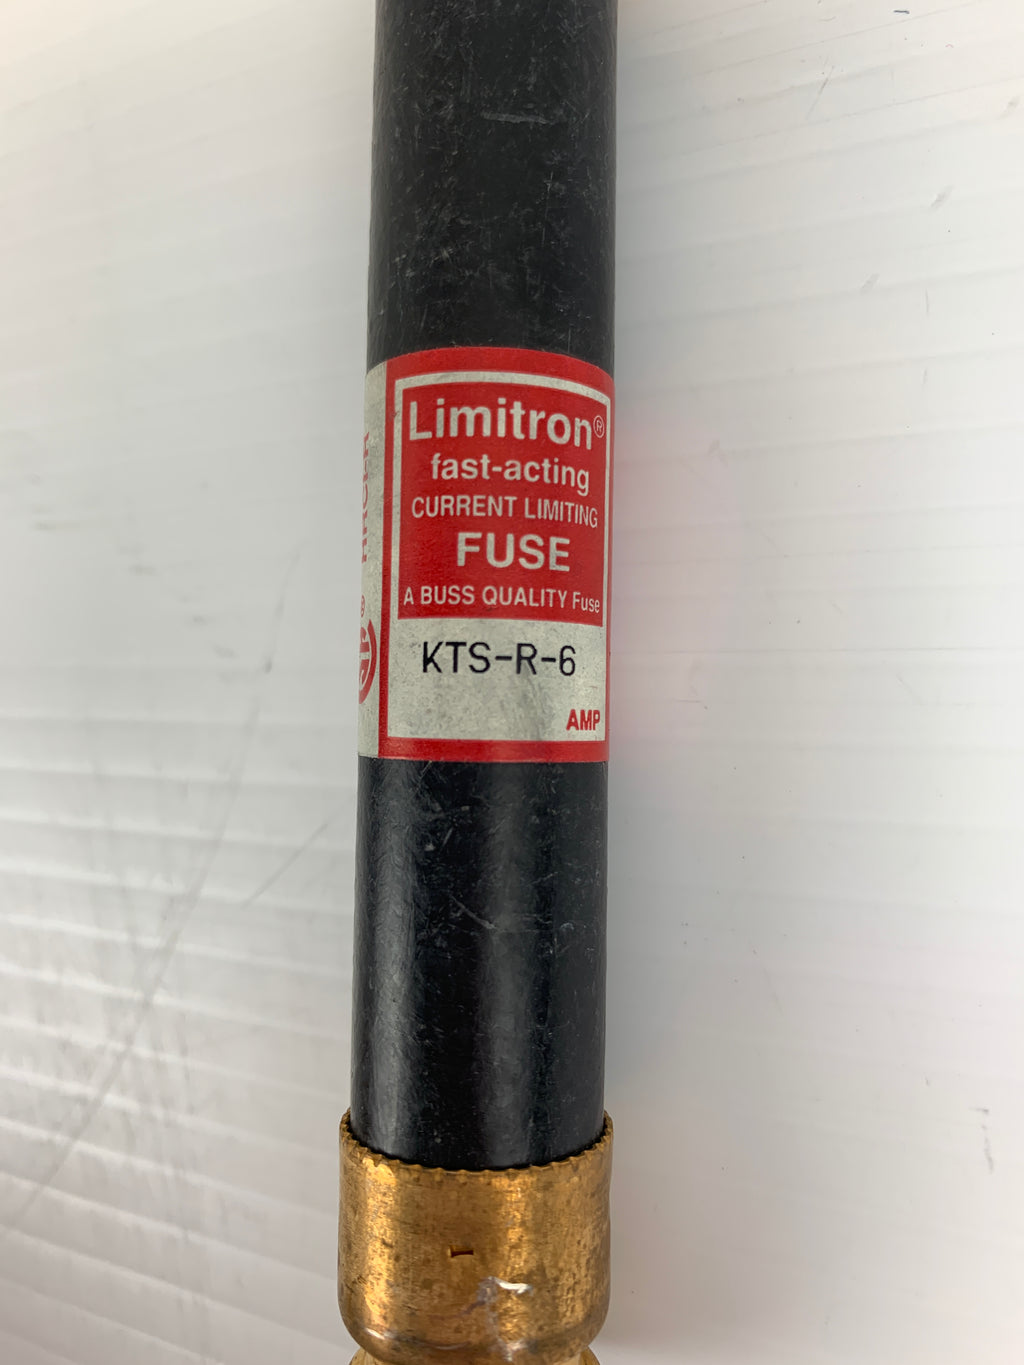 Limitron®
fast-acting
CURRENT LIMITING
FUSE
A BUSS QUALITY Fuse
KTS-R-6
AMP
®